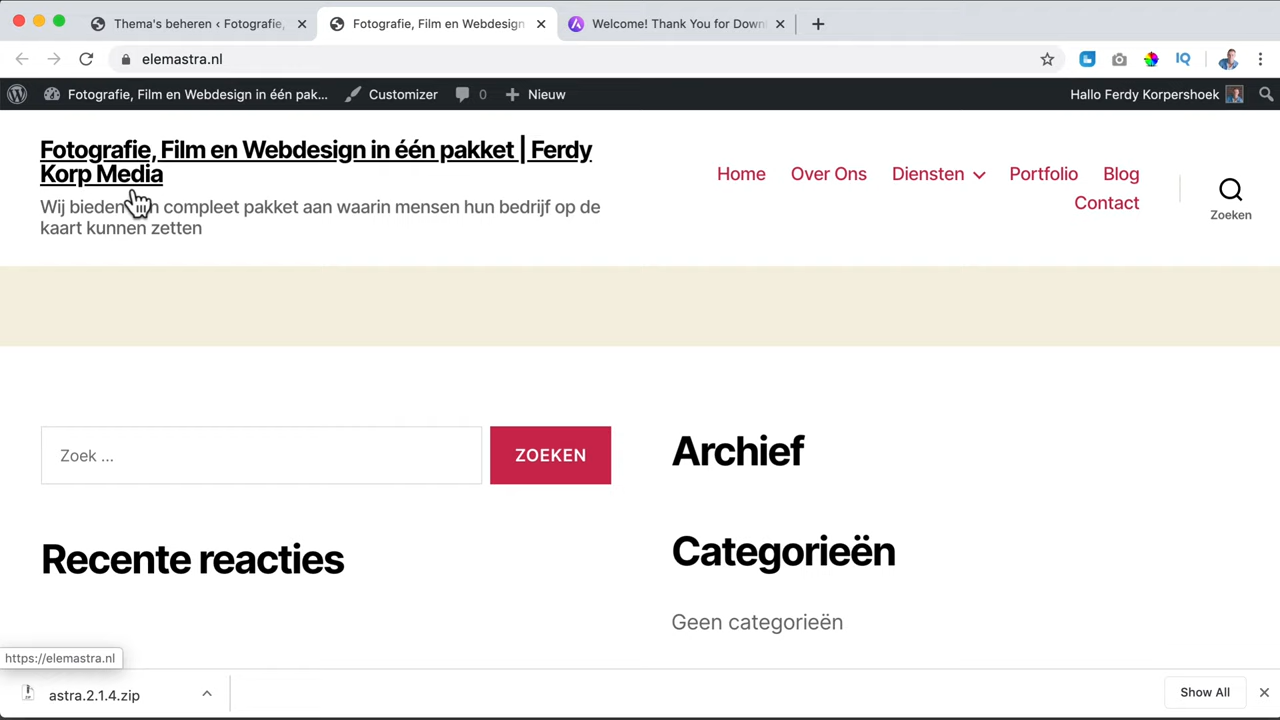 Thema's beheren ‹ Fotografie,
Fotografie, Film en Webdesign
Welcome! Thank You for Downl
elemastra.nl
IQ
Fotografie, Film en Webdesign in één pak...
Customizer
0
Nieuw
Hallo Ferdy Korpershoek
Fotografie, Film en Webdesign in één pakket | Ferdy
Korp Media
Wij bieden compleet pakket aan waarin mensen hun bedrijf op de
kaart kunnen zetten
Home
Over Ons
Diensten
Portfolio
Blog
Contact
Zoeken
Zoek ...
ZOEKEN
Archief
Recente reacties
Categorieën
Geen categorieën
https://elemastra.nl
astra.2.1.4.zip
Show All